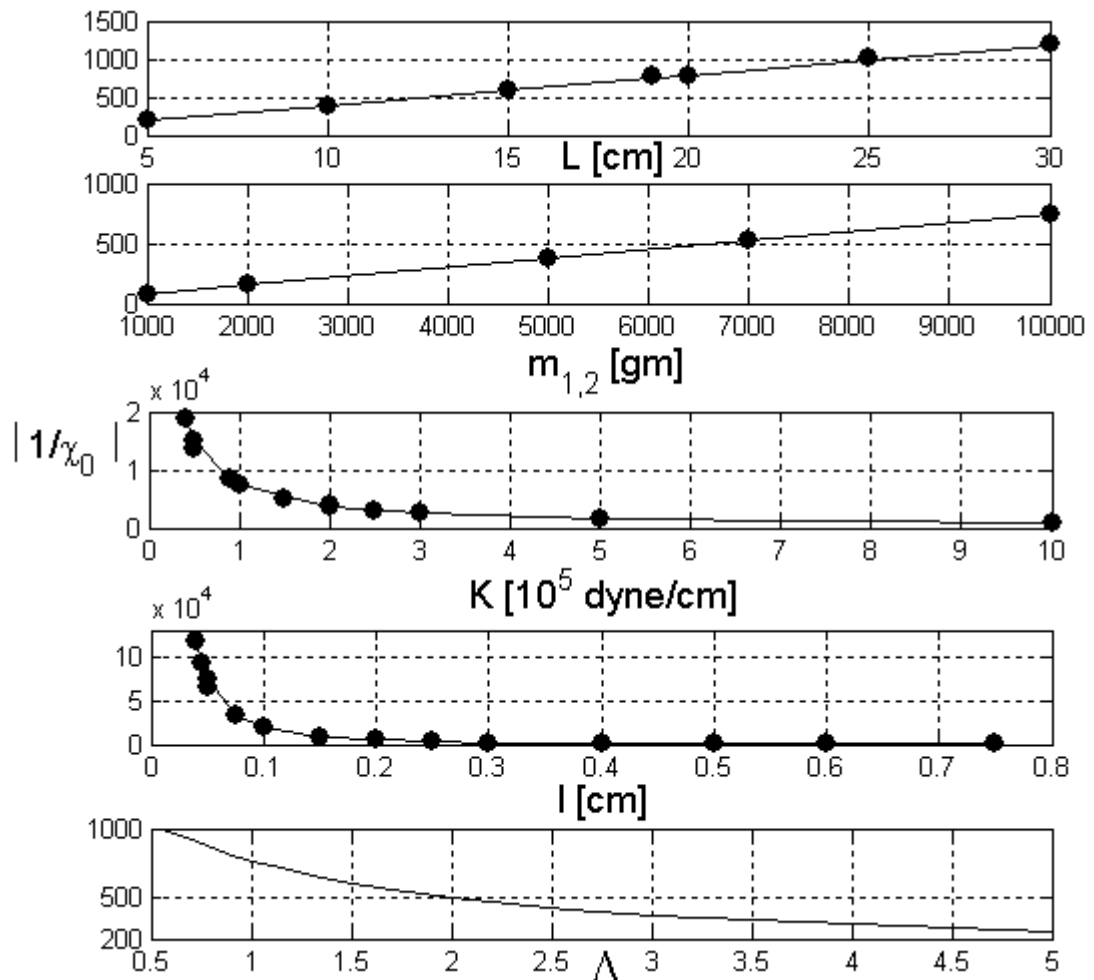 1500
1000
500
0
5 10 15 20 25 30
L [cm]
1000
500
0
1000 2000 3000 4000 5000 6000 7000 8000 9000 10000
m1,2 [gm]
x 10^4
2
1
0
|1/χ0|
0 1 2 3 4 5 6 7 8 9 10
K [10^5 dyne/cm]
x 10^4
10
5
0
0 0.1 0.2 0.3 0.4 0.5 0.6 0.7 0.8
l [cm]
1000
500
200
0.5 1 1.5 2 2.5 3 3.5 4 4.5 5
Λ